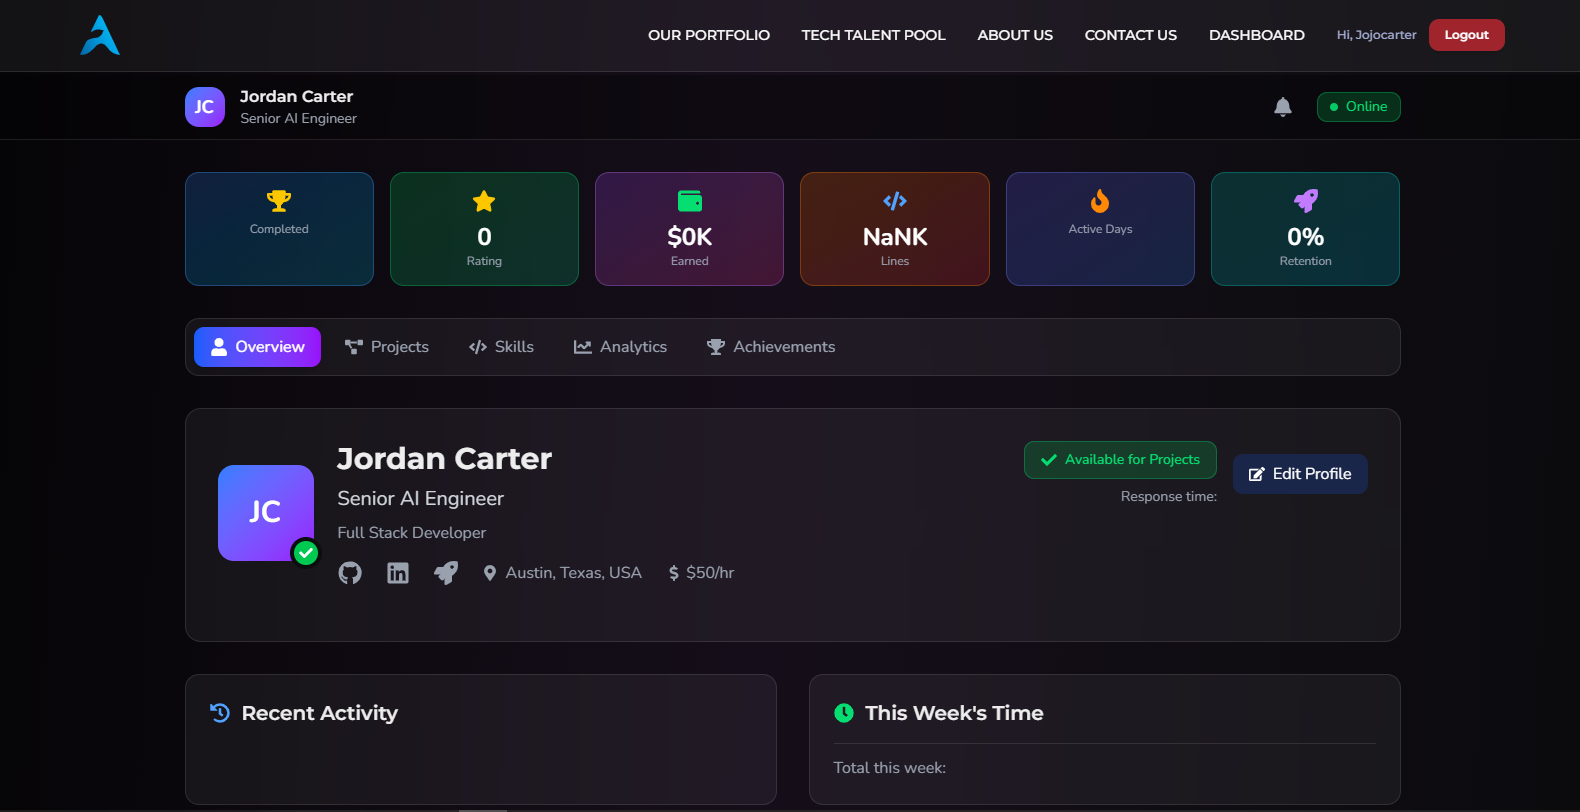 OUR PORTFOLIO TECH TALENT POOL ABOUT US CONTACT US DASHBOARD Hi, Jojocarter Logout
JC Jordan Carter
Senior AI Engineer
Online
Completed
0
Rating
$0K
Earned
NaNK
Lines
Active Days
0%
Retention
Overview Projects Skills Analytics Achievements
JC
Jordan Carter
Senior AI Engineer
Full Stack Developer
Austin, Texas, USA $ $50/hr
Available for Projects
Response time:
Edit Profile
Recent Activity
This Week's Time
Total this week: